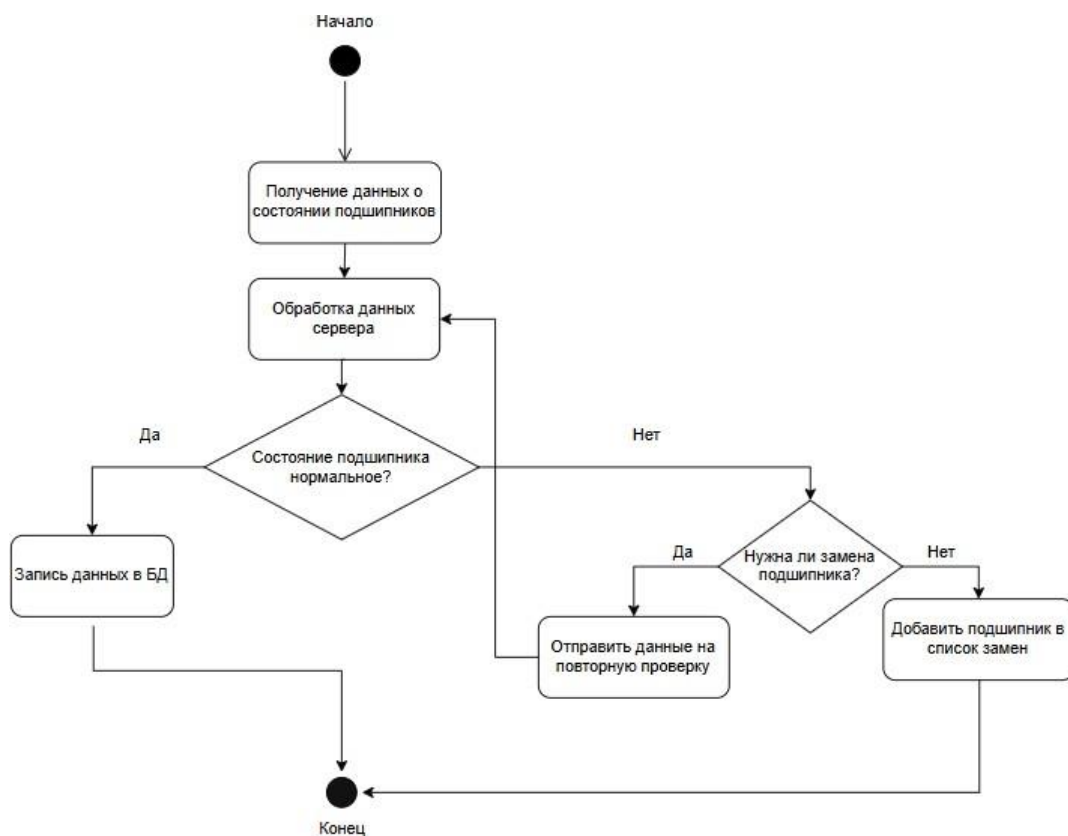 Начало
Получение данных о
состоянии подшипников
Обработка данных
сервера
Да
Нет
Состояние подшипника
нормальное?
Запись данных в БД
Да
Нужна ли замена
подшипника?
Нет
Отправить данные на
повторную проверку
Добавить подшипник в
список замен
Конец